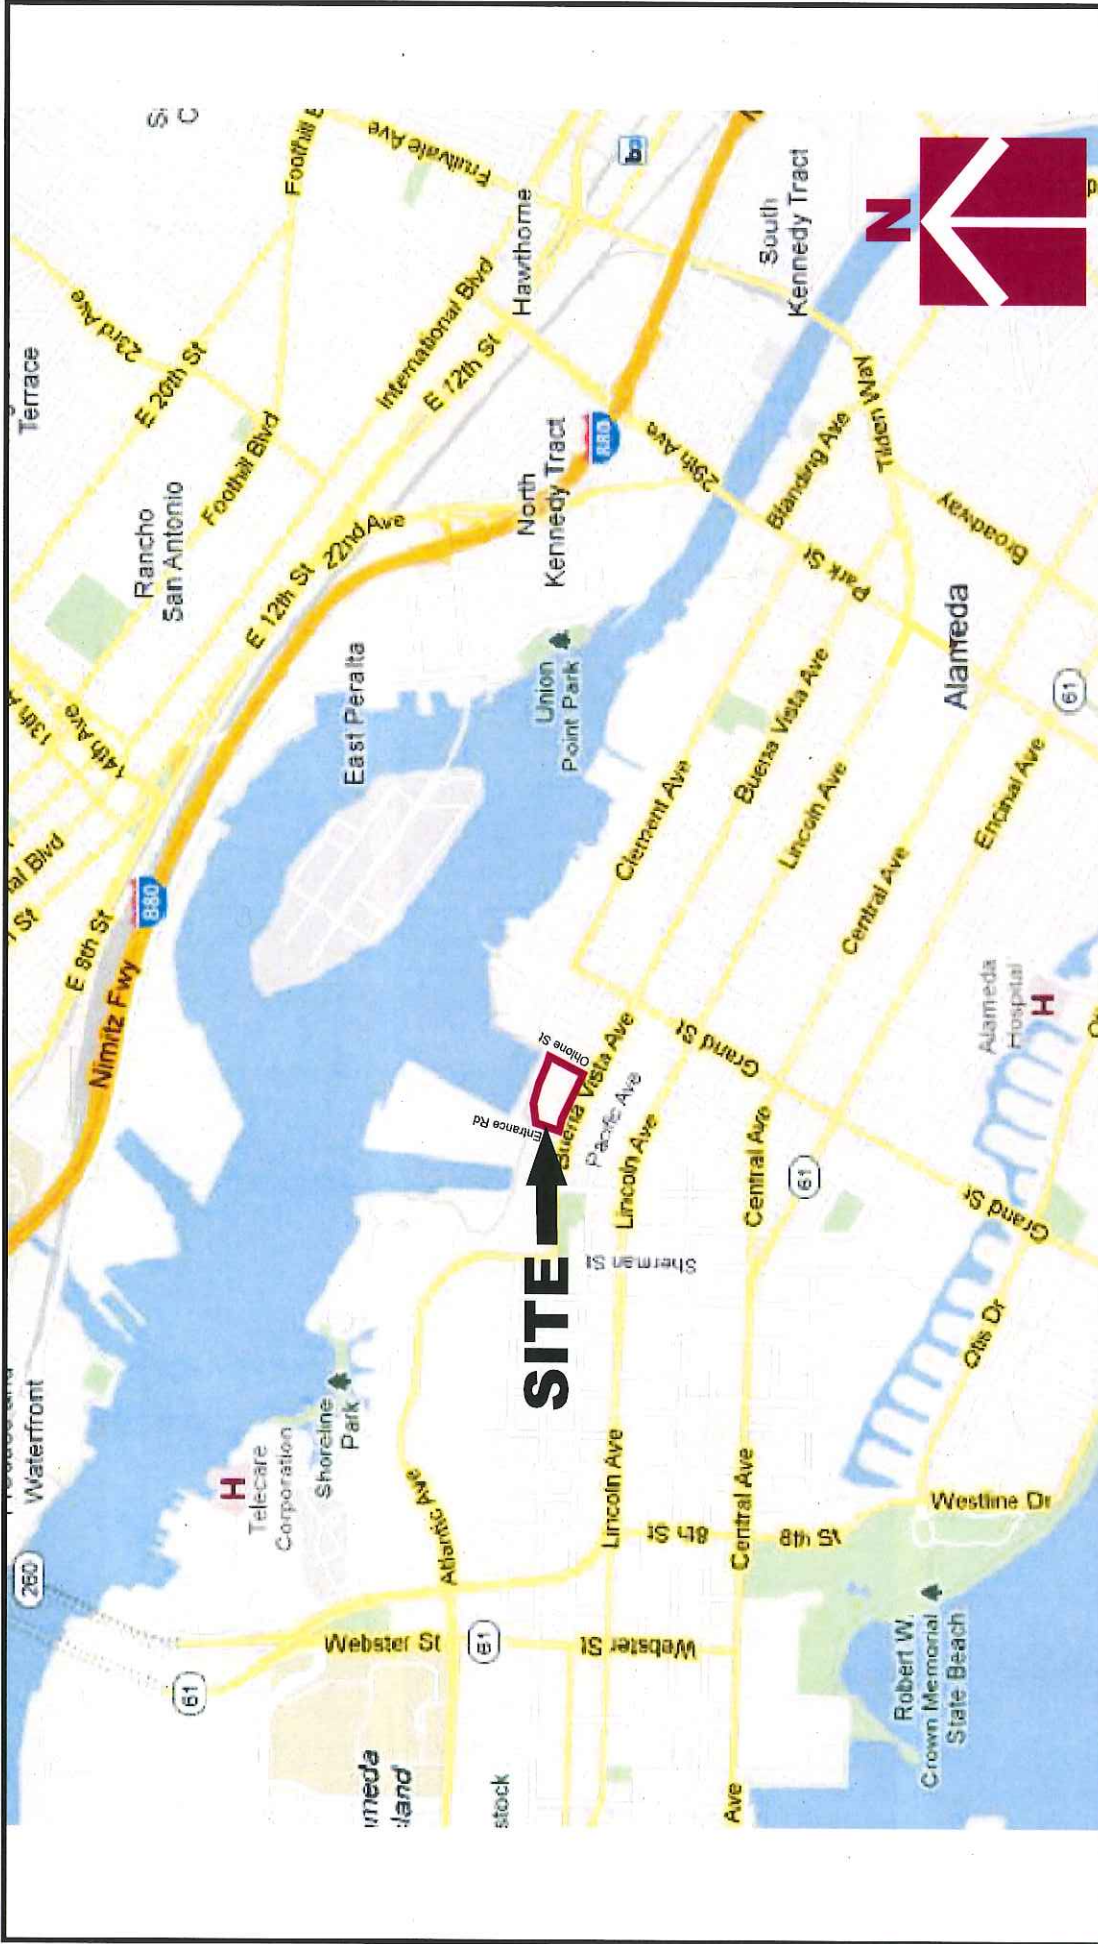 Waterfront
Terrace
260
St
E 8th St
23rd Ave
14th Ave
Nimitz Fwy
880
E 20th St
Rancho
San Antonio
61
Telecare
Corporation
H
Foothill Blvd
E 12th St
22nd Ave
International Blvd
E 12th St
Fruitvale Ave
Shoreline
Park
East Peralta
Webster St
Atlantic Ave
61
Hawthorne
stock
SITE
Entrance Rd
Ohlone St
Union
Point Park
North
Kennedy Tract
880
Buena Vista Ave
Pacific Ave
Webster St
Lincoln Ave
8th St
Sherman St
Lincoln Ave
Grand St
Clement Ave
29th Ave
South
Kennedy Tract
Ave
Central Ave
8th St
Central Ave
61
Grand St
Buena Vista Ave
Lincoln Ave
Blanding Ave
Park St
Tilden Way
Central Ave
Encinal Ave
Broadway
Alameda
61
N
Robert W.
Crown Memorial
State Beach
Westline Dr
Otis Dr
Grand St
Alameda
Hospital
H